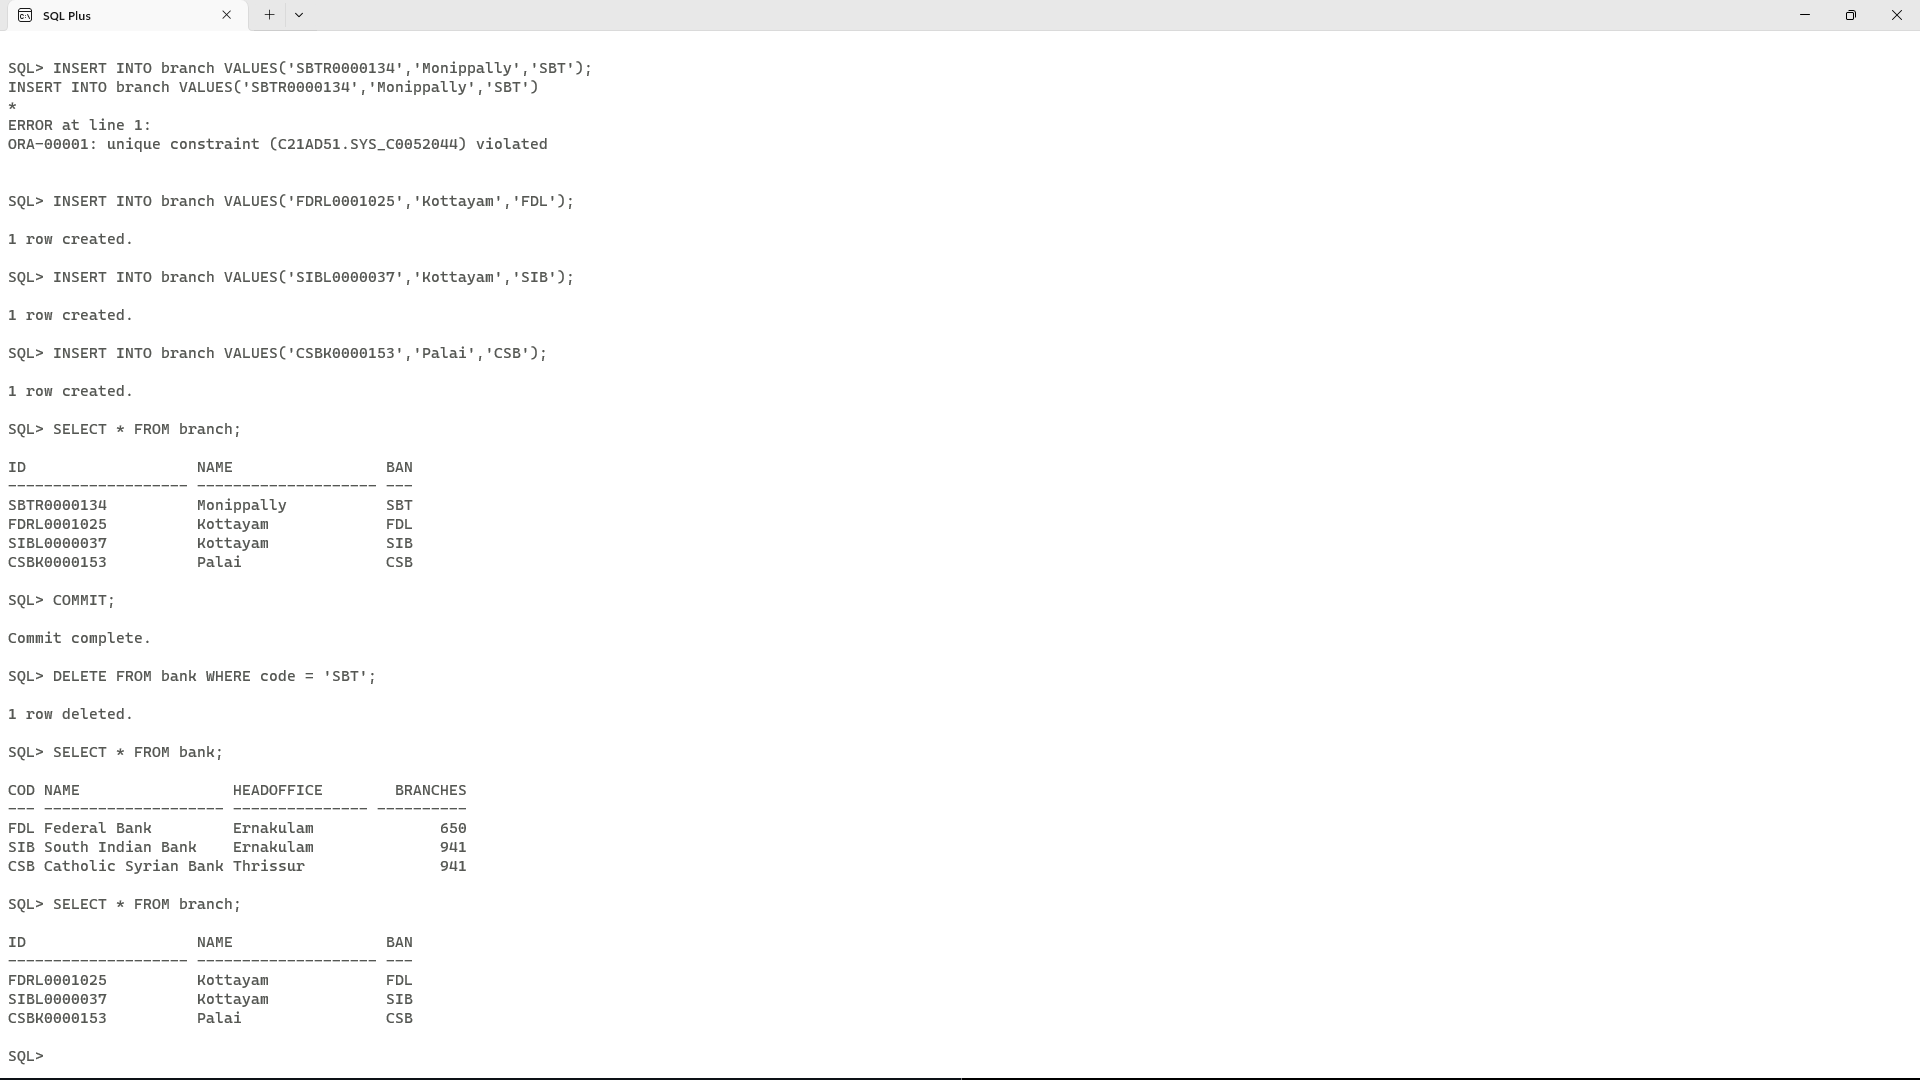 SQL Plus
SQL> INSERT INTO branch VALUES('SBTR0000134','Monippally','SBT');
INSERT INTO branch VALUES('SBTR0000134','Monippally','SBT')
*
ERROR at line 1:
ORA-00001: unique constraint (C21AD51.SYS_C0052044) violated
SQL> INSERT INTO branch VALUES('FDRL0001025','Kottayam','FDL');
1 row created.
SQL> INSERT INTO branch VALUES('SIBL0000037','Kottayam','SIB');
1 row created.
SQL> INSERT INTO branch VALUES('CSBK0000153','Palai','CSB');
1 row created.
SQL> SELECT * FROM branch;
ID                   NAME                 BAN
-------------------- -------------------- ---
SBTR0000134          Monippally           SBT
FDRL0001025          Kottayam             FDL
SIBL0000037          Kottayam             SIB
CSBK0000153          Palai                CSB
SQL> COMMIT;
Commit complete.
SQL> DELETE FROM bank WHERE code = 'SBT';
1 row deleted.
SQL> SELECT * FROM bank;
COD NAME                 HEADOFFICE        BRANCHES
--- -------------------- --------------- ----------
FDL Federal Bank         Ernakulam              650
SIB South Indian Bank    Ernakulam              941
CSB Catholic Syrian Bank Thrissur               941
SQL> SELECT * FROM branch;
ID                   NAME                 BAN
-------------------- -------------------- ---
FDRL0001025          Kottayam             FDL
SIBL0000037          Kottayam             SIB
CSBK0000153          Palai                CSB
SQL>